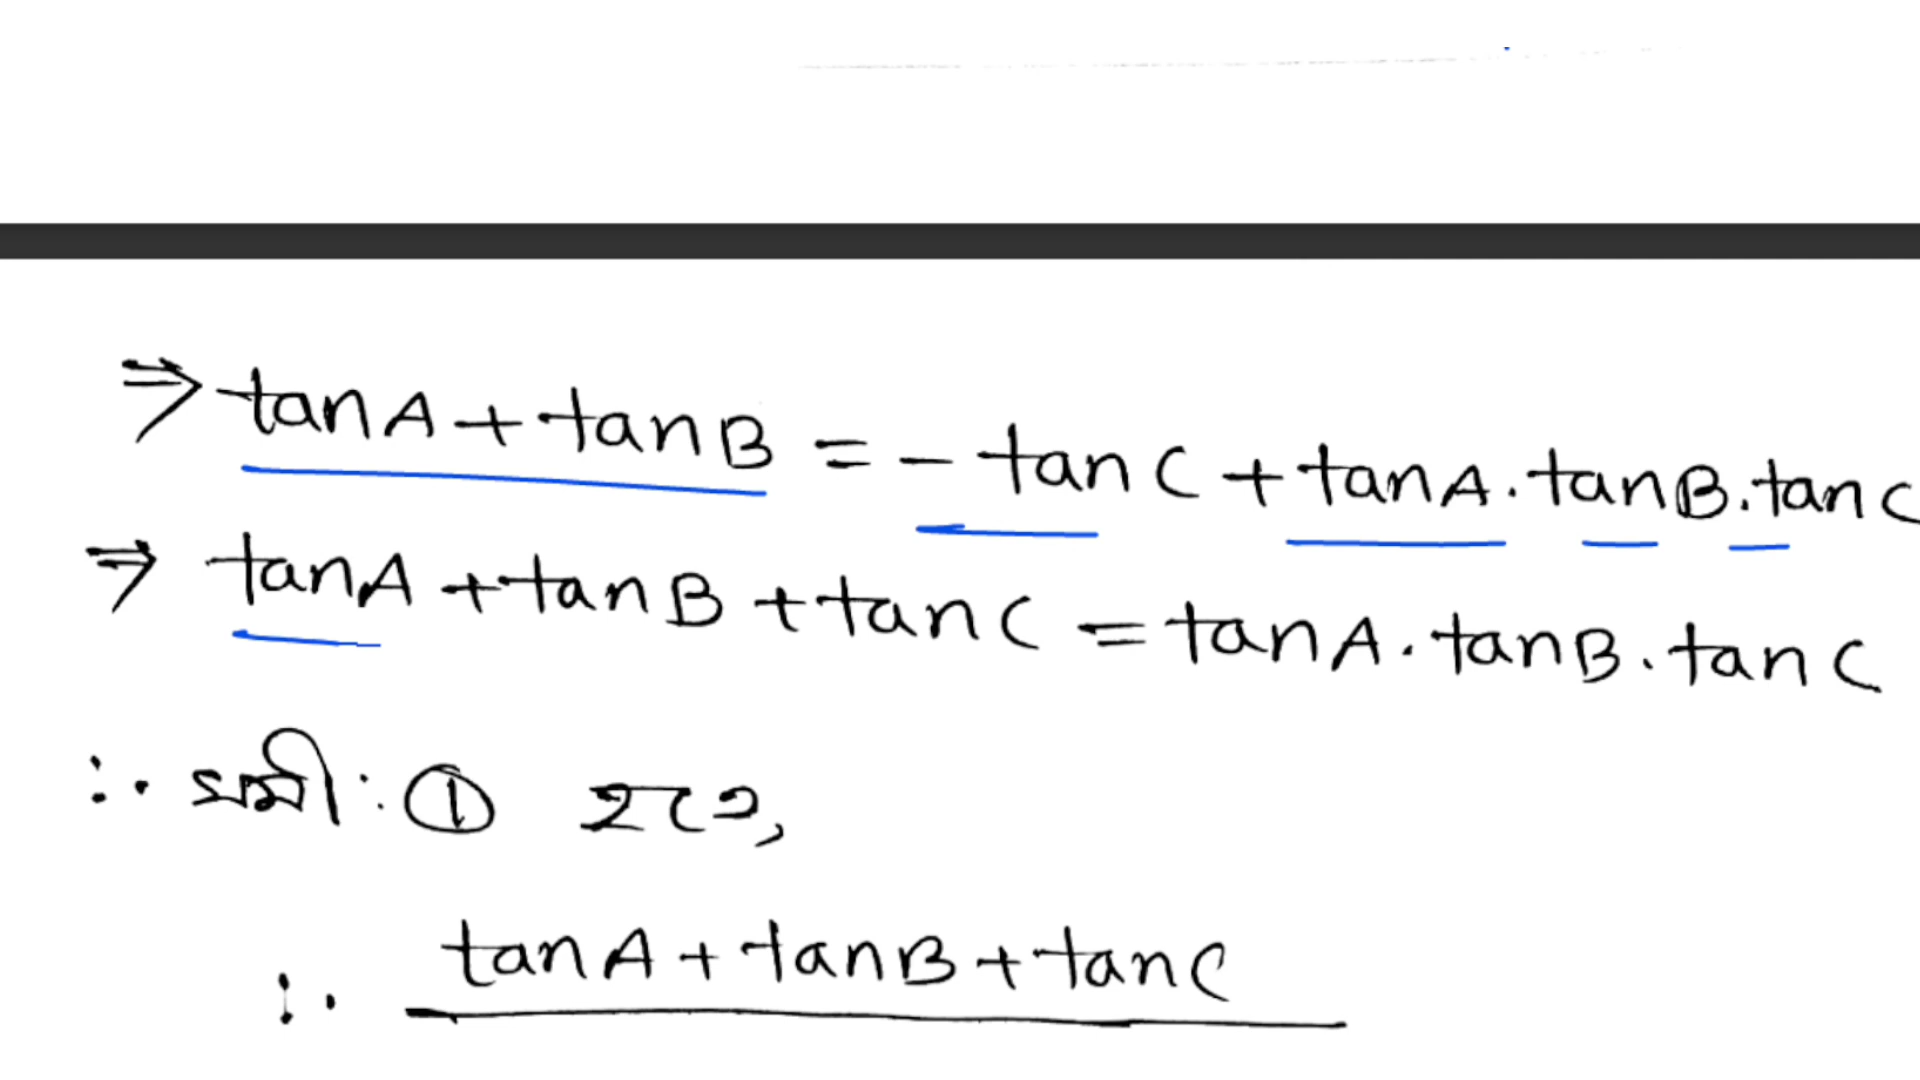 ⇒ tanA + tanB = - tanC + tanA . tanB . tanC
⇒ tanA + tanB + tanC = tanA . tanB . tanC
∴ সমী: ① হতে,
∴ tanA + tanB + tanC